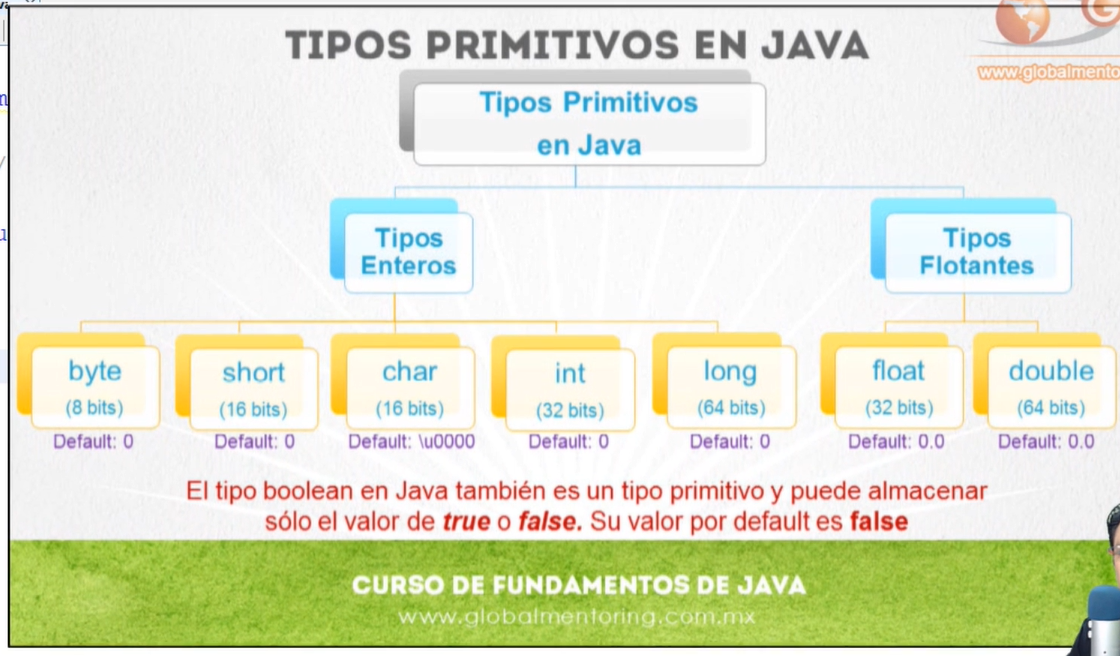 TIPOS PRIMITIVOS EN JAVA
Tipos Primitivos
en Java
Tipos
Enteros
Tipos
Flotantes
byte
(8 bits)
Default: 0
short
(16 bits)
Default: 0
char
(16 bits)
Default: \u0000
int
(32 bits)
Default: 0
long
(64 bits)
Default: 0
float
(32 bits)
Default: 0.0
double
(64 bits)
Default: 0.0
El tipo boolean en Java también es un tipo primitivo y puede almacenar
sólo el valor de true o false. Su valor por default es false
CURSO DE FUNDAMENTOS DE JAVA
www.globalmentoring.com.mx
www.globalmento